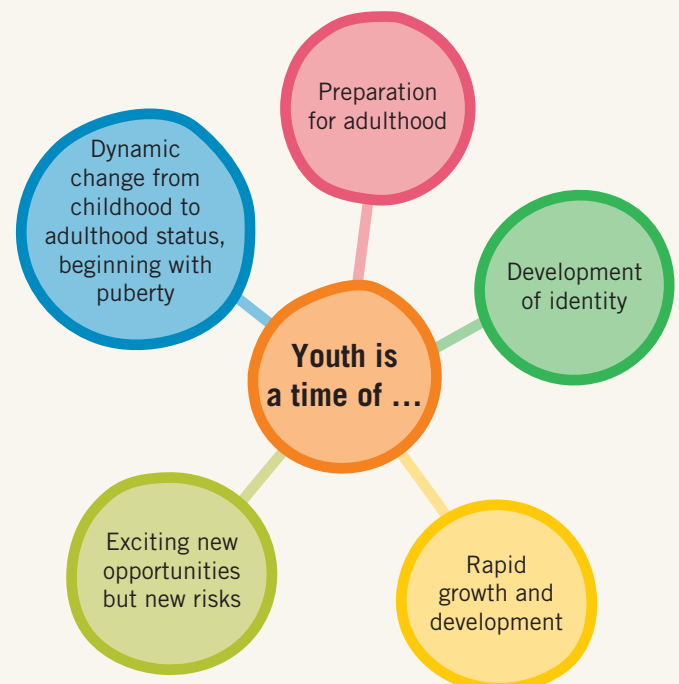 Youth is
a time of ...
Preparation
for adulthood
Development
of identity
Rapid
growth and
development
Exciting new
opportunities
but new risks
Dynamic
change from
childhood to
adulthood status,
beginning with
puberty